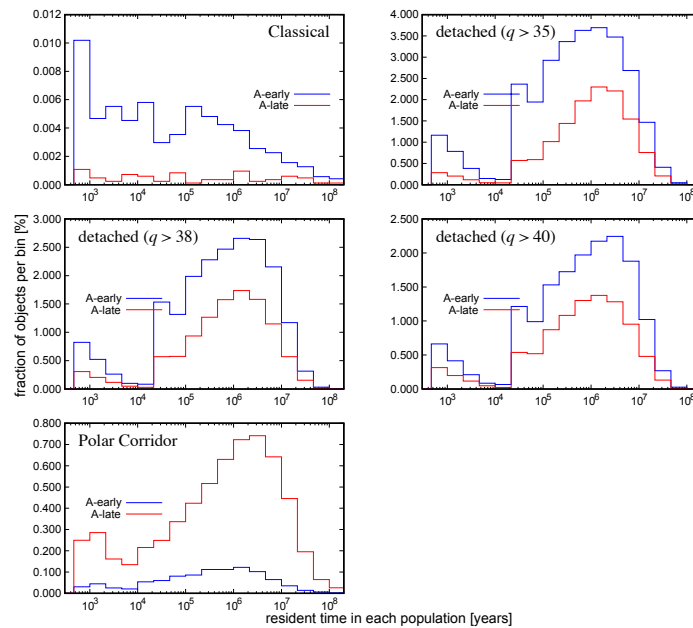 Classical
A-early
A-late
0.012
0.010
0.008
0.006
0.004
0.002
0.000
10³ 10⁴ 10⁵ 10⁶ 10⁷ 10⁸
detached (q > 35)
A-early
A-late
4.000
3.500
3.000
2.500
2.000
1.500
1.000
0.500
0.000
10³ 10⁴ 10⁵ 10⁶ 10⁷ 10⁸
fraction of objects per bin [%]
detached (q > 38)
A-early
A-late
3.000
2.500
2.000
1.500
1.000
0.500
0.000
10³ 10⁴ 10⁵ 10⁶ 10⁷ 10⁸
detached (q > 40)
A-early
A-late
2.500
2.000
1.500
1.000
0.500
0.000
10³ 10⁴ 10⁵ 10⁶ 10⁷ 10⁸
Polar Corridor
A-early
A-late
0.800
0.700
0.600
0.500
0.400
0.300
0.200
0.100
0.000
10³ 10⁴ 10⁵ 10⁶ 10⁷ 10⁸
resident time in each population [years]